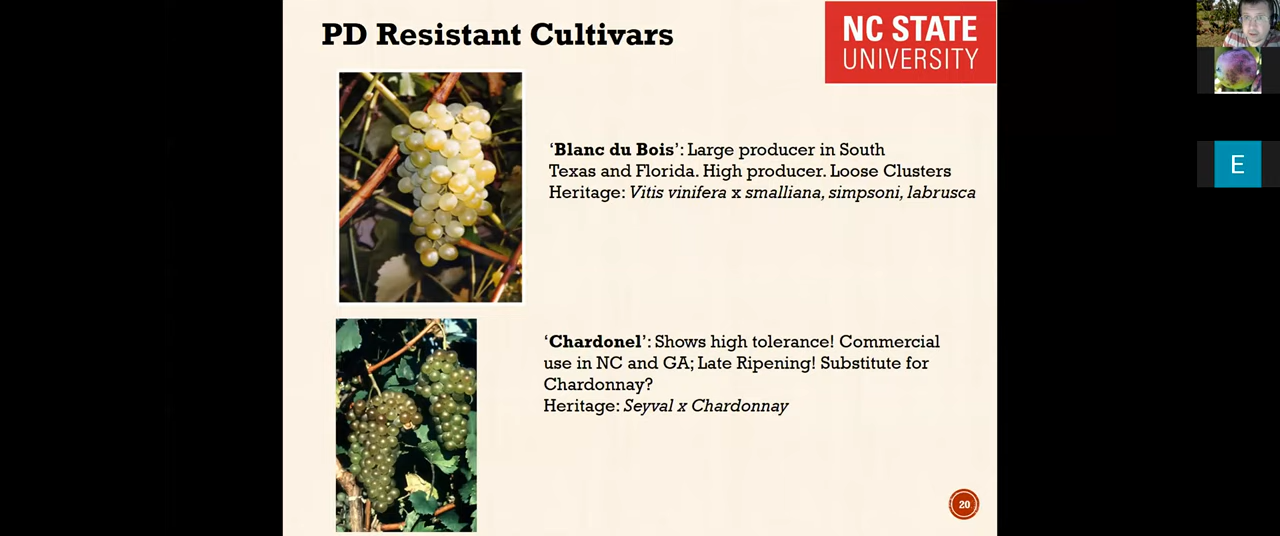 PD Resistant Cultivars
NC STATE
UNIVERSITY
‘Blanc du Bois’: Large producer in South
Texas and Florida. High producer. Loose Clusters
Heritage: Vitis vinifera x smalliana, simpsoni, labrusca
‘Chardonel’: Shows high tolerance! Commercial
use in NC and GA; Late Ripening! Substitute for
Chardonnay?
Heritage: Seyval x Chardonnay
20
E